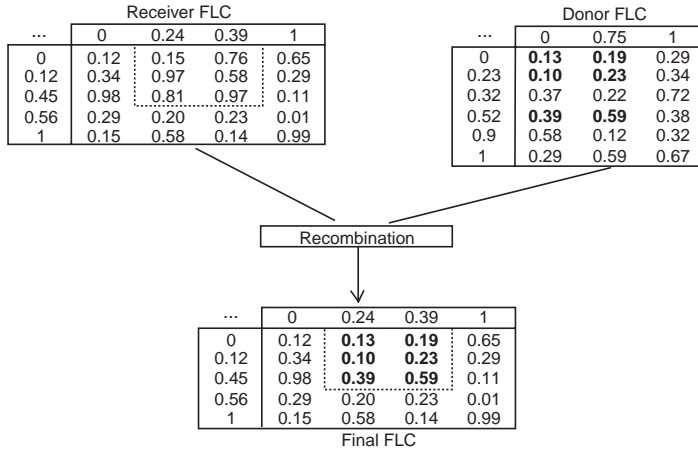 Receiver FLC
... 0 0.24 0.39 1
0 0.12 0.15 0.76 0.65
0.12 0.34 0.97 0.58 0.29
0.45 0.98 0.81 0.97 0.11
0.56 0.29 0.20 0.23 0.01
1 0.15 0.58 0.14 0.99
Donor FLC
... 0 0.75 1
0 0.13 0.19 0.29
0.23 0.10 0.23 0.34
0.32 0.37 0.22 0.72
0.52 0.39 0.59 0.38
0.9 0.58 0.12 0.32
1 0.29 0.59 0.67
Recombination
... 0 0.24 0.39 1
0 0.12 0.13 0.19 0.65
0.12 0.34 0.10 0.23 0.29
0.45 0.98 0.39 0.59 0.11
0.56 0.29 0.20 0.23 0.01
1 0.15 0.58 0.14 0.99
Final FLC